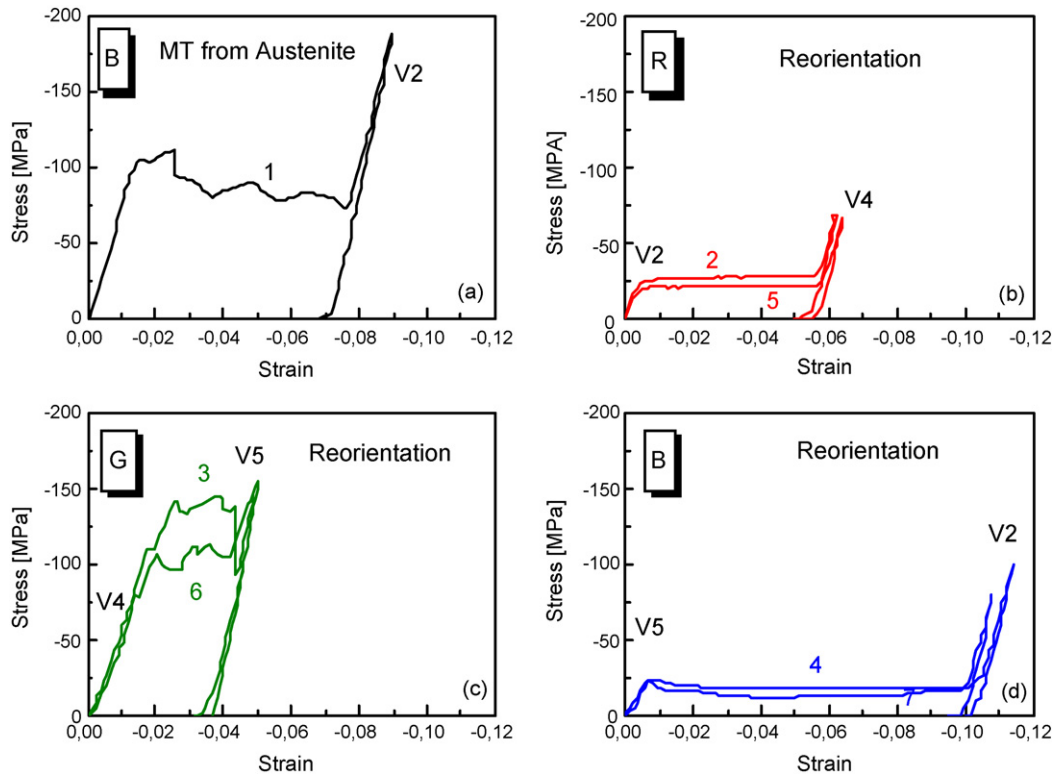 -200
B
MT from Austenite
V2
-150
-100
1
-50
0
Stress [MPa]
(a)
0,00 -0,02 -0,04 -0,06 -0,08 -0,10 -0,12
Strain
-200
R
Reorientation
-150
-100
V4
-50
V2
2
5
0
Stress [MPA]
(b)
0,00 -0,02 -0,04 -0,06 -0,08 -0,10 -0,12
Strain
-200
G
V5
Reorientation
3
-150
-100
V4
6
-50
0
Stress [MPa]
(c)
0,00 -0,02 -0,04 -0,06 -0,08 -0,10 -0,12
Strain
-200
B
Reorientation
-150
V2
-100
-50
V5
4
7
0
Stress [MPa]
(d)
0,00 -0,02 -0,04 -0,06 -0,08 -0,10 -0,12
Strain